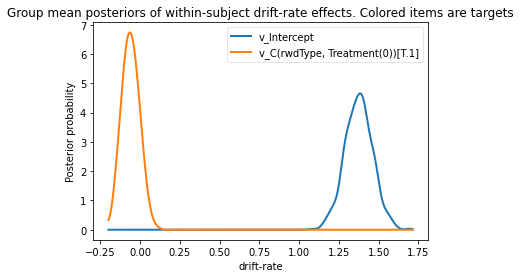 Group mean posteriors of within-subject drift-rate effects. Colored items are targets
v_Intercept
v_C(rwdType, Treatment(0))[T.1]
Posterior probability
7
6
5
4
3
2
1
0
−0.25 0.00 0.25 0.50 0.75 1.00 1.25 1.50 1.75
drift-rate